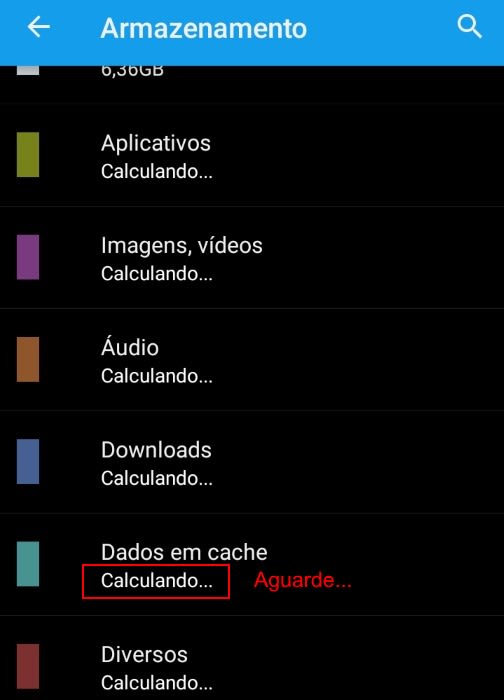 Armazenamento
6,36GB
Aplicativos
Calculando...
Imagens, vídeos
Calculando...
Áudio
Calculando...
Downloads
Calculando...
Dados em cache
Calculando... Aguarde...
Diversos
Calculando...